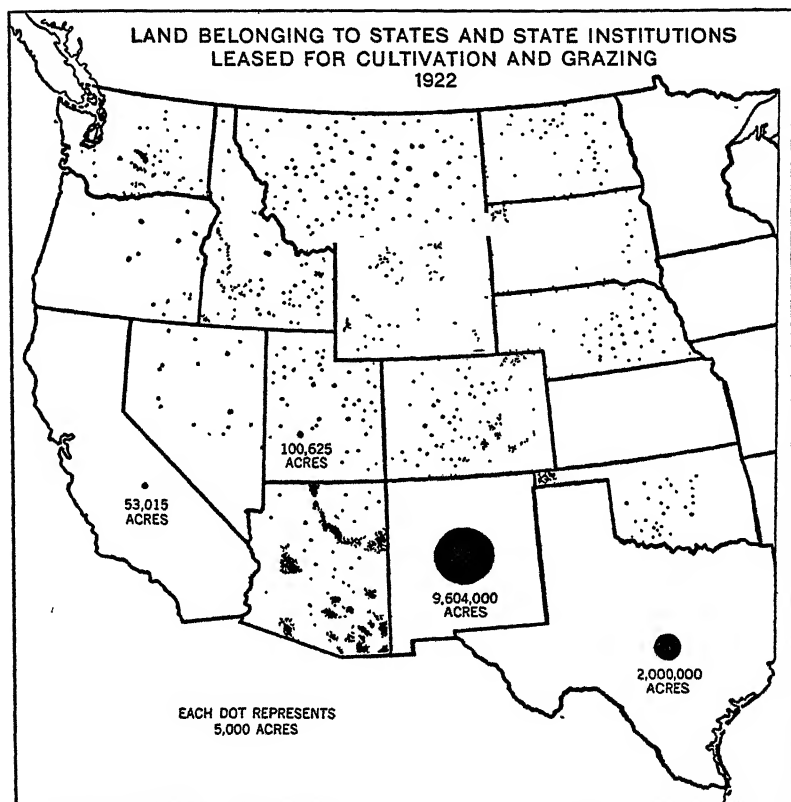 LAND BELONGING TO STATES AND STATE INSTITUTIONS
LEASED FOR CULTIVATION AND GRAZING
1922
100,625
ACRES
53,015
ACRES
9,604,000
ACRES
2,000,000
ACRES
EACH DOT REPRESENTS
5,000 ACRES